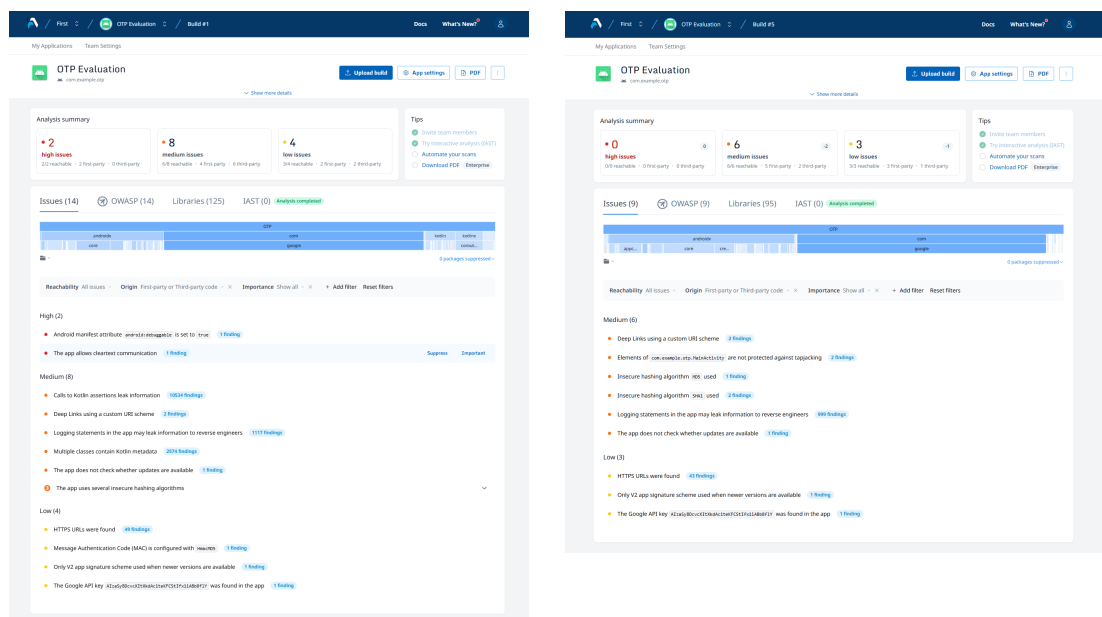 First
OTP Evaluation
Build #1
Docs
What's New?
My Applications
Team Settings
OTP Evaluation
com.example.otp
Upload build
App settings
PDF
Show more details
Analysis summary
2
high issues
2/2 reachable · 2 first-party · 0 third-party
8
medium issues
6/8 reachable · 4 first-party · 6 third-party
4
low issues
3/4 reachable · 2 first-party · 2 third-party
Tips
Invite team members
Try interactive analysis (IAST)
Automate your scans
Download PDF Enterprise
Issues (14)
OWASP (14)
Libraries (125)
IAST (0) Analysis completed
OTP
androidx
com
kotlin
kotlinx
core
google
0 packages suppressed
Reachability All issues
Origin First-party or Third-party code
Importance Show all
+ Add filter
Reset filters
High (2)
Android manifest attribute android:debuggable is set to true 1 finding
The app allows cleartext communication 1 finding
Suppress
Important
Medium (8)
Calls to Kotlin assertions leak information 10534 findings
Deep Links using a custom URI scheme 2 findings
Logging statements in the app may leak information to reverse engineers 1117 findings
Multiple classes contain Kotlin metadata 2574 findings
The app does not check whether updates are available 1 finding
3 The app uses several insecure hashing algorithms
Low (4)
HTTPS URLs were found 49 findings
Message Authentication Code (MAC) is configured with HmacMD5 1 finding
Only V2 app signature scheme used when newer versions are available 1 finding
The Google API key was found in the app 1 finding
First
OTP Evaluation
Build #5
Docs
What's New?
My Applications
Team Settings
OTP Evaluation
com.example.otp
Upload build
App settings
PDF
Show more details
Analysis summary
0
0
high issues
0/0 reachable · 0 first-party · 0 third-party
6
-2
medium issues
6/6 reachable · 5 first-party · 2 third-party
3
-1
low issues
3/3 reachable · 1 first-party · 2 third-party
Tips
Invite team members
Try interactive analysis (IAST)
Automate your scans
Download PDF Enterprise
Issues (9)
OWASP (9)
Libraries (95)
IAST (0) Analysis completed
OTP
androidx
com
appc...
core
cre...
google
0 packages suppressed
Reachability All issues
Origin First-party or Third-party code
Importance Show all
+ Add filter
Reset filters
Medium (6)
Deep Links using a custom URI scheme 2 findings
Elements of com.example.otp.MainActivity are not protected against tapjacking 2 findings
Insecure hashing algorithm MD5 used 1 finding
Insecure hashing algorithm SHA1 used 2 findings
Logging statements in the app may leak information to reverse engineers 999 findings
The app does not check whether updates are available 1 finding
Low (3)
HTTPS URLs were found 43 findings
Only V2 app signature scheme used when newer versions are available 1 finding
The Google API key was found in the app 1 finding